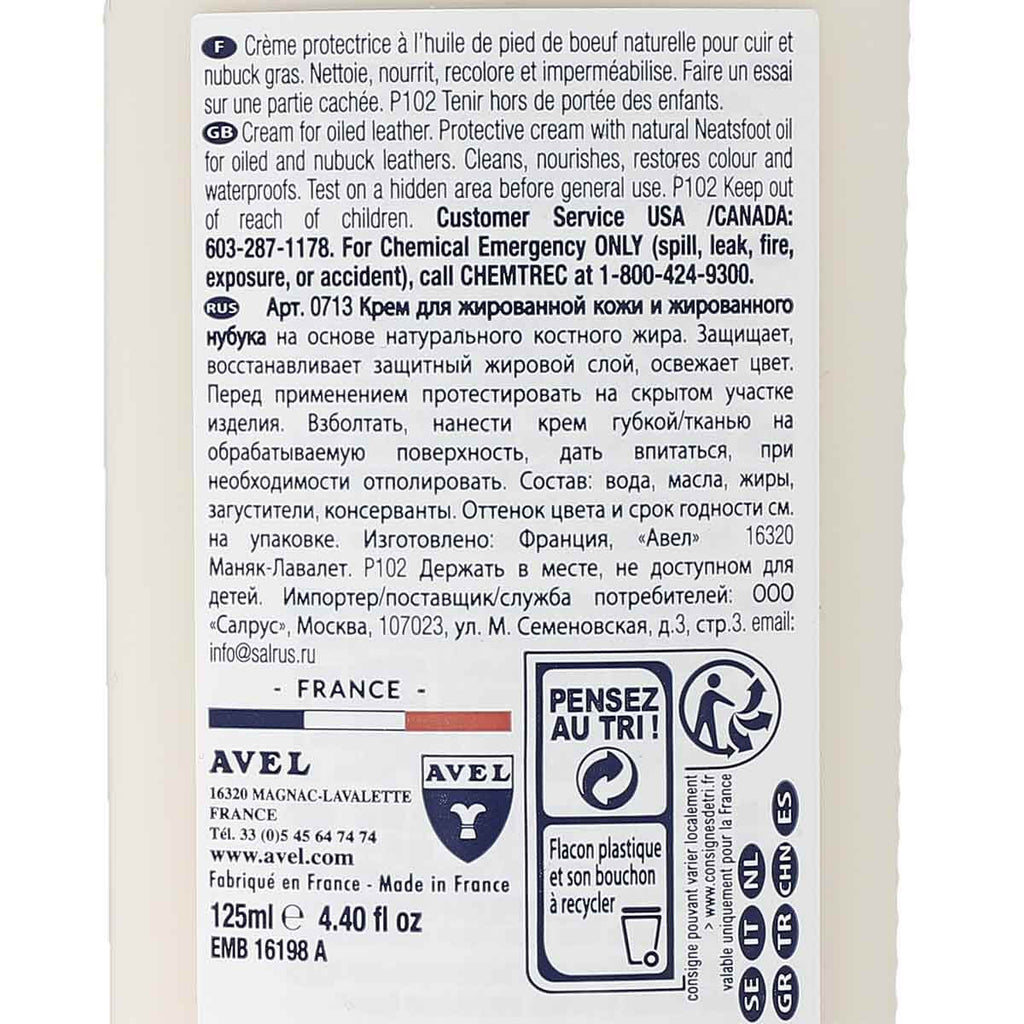 F Crème protectrice à l'huile de pied de boeuf naturelle pour cuir et
nubuck gras. Nettoie, nourrit, recolore et imperméabilise. Faire un essai
sur une partie cachée. P102 Tenir hors de portée des enfants.
GB Cream for oiled leather. Protective cream with natural Neatsfoot oil
for oiled and nubuck leathers. Cleans, nourishes, restores colour and
waterproofs. Test on a hidden area before general use. P102 Keep out
of reach of children. Customer Service USA /CANADA:
603-287-1178. For Chemical Emergency ONLY (spill, leak, fire,
exposure, or accident), call CHEMTREC at 1-800-424-9300.
RUS Арт. 0713 Крем для жированной кожи и жированного
нубука на основе натурального костного жира. Защищает,
восстанавливает защитный жировой слой, освежает цвет.
Перед применением протестировать на скрытом участке
изделия. Взболтать, нанести крем губкой/тканью на
обрабатываемую поверхность, дать впитаться, при
необходимости отполировать. Состав: вода, масла, жиры,
загустители, консерванты. Оттенок цвета и срок годности см.
на упаковке. Изготовлено: Франция, «Авел» 16320
Маняк-Лавалет. P102 Держать в месте, не доступном для
детей. Импортер/поставщик/служба потребителей: ООО
«Салрус», Москва, 107023, ул. М. Семеновская, д.3, стр.3. email:
info@salrus.ru
- FRANCE -
AVEL
16320 MAGNAC-LAVALETTE
FRANCE
Tél. 33 (0)5 45 64 74 74
www.avel.com
Fabriqué en France - Made in France
125ml e 4.40 fl oz
EMB 16198 A
AVEL
PENSEZ
AU TRI !
Flacon plastique
et son bouchon
à recycler
consigne pouvant varier localement
> www.consignesdetri.fr
valable uniquement pour la France
SE IT NL
GR TR CHN ES